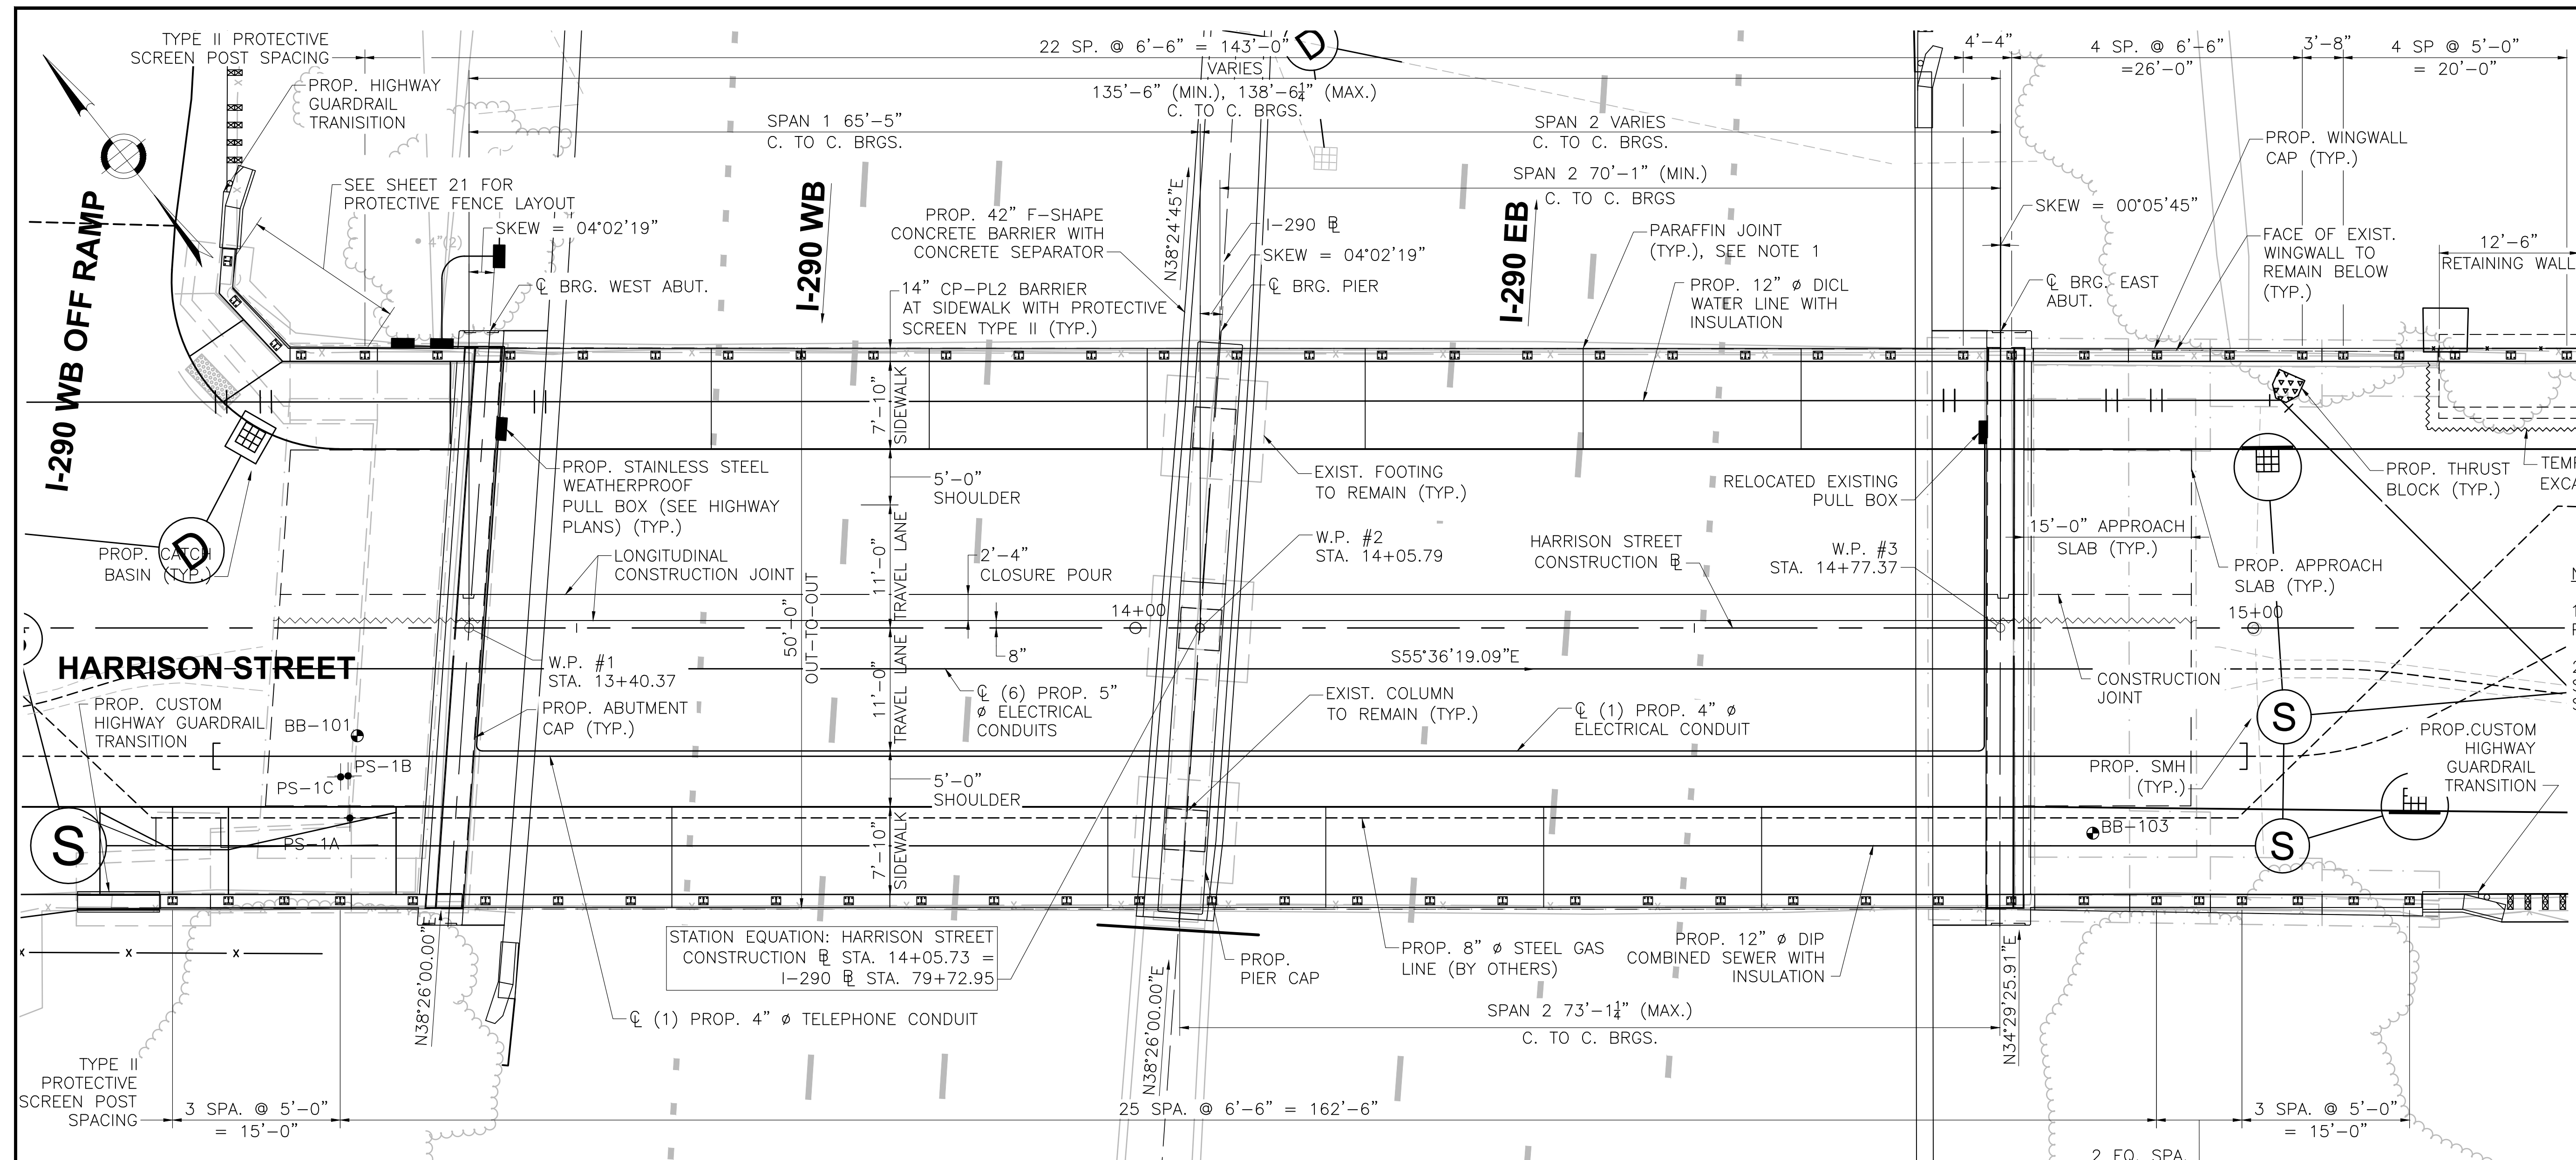 TYPE II PROTECTIVE
SCREEN POST SPACING
22 SP. @ 6'-6" = 143'-0"
VARIES
135'-6" (MIN.), 138'-6¼" (MAX.)
C. TO C. BRGS.
4'-4"
4 SP. @ 6'-6"
=26'-0"
3'-8"
4 SP @ 5'-0"
= 20'-0"
D
PROP. HIGHWAY
GUARDRAIL
TRANISITION
SPAN 1 65'-5"
C. TO C. BRGS.
SPAN 2 VARIES
C. TO C. BRGS.
SPAN 2 70'-1" (MIN.)
C. TO C. BRGS
PROP. WINGWALL
CAP (TYP.)
SEE SHEET 21 FOR
PROTECTIVE FENCE LAYOUT
SKEW = 04°02'19"
4"(2)
I-290 WB OFF RAMP
I-290 WB
I-290 EB
N38°24'45"E
PROP. 42" F-SHAPE
CONCRETE BARRIER WITH
CONCRETE SEPARATOR
I-290 ℄
SKEW = 04°02'19"
℄ BRG. PIER
PARAFFIN JOINT
(TYP.), SEE NOTE 1
SKEW = 00°05'45"
FACE OF EXIST.
WINGWALL TO
REMAIN BELOW
(TYP.)
12'-6"
RETAINING WALL
℄ BRG. WEST ABUT.
14" CP-PL2 BARRIER
AT SIDEWALK WITH PROTECTIVE
SCREEN TYPE II (TYP.)
PROP. 12" ø DICL
WATER LINE WITH
INSULATION
℄ BRG. EAST
ABUT.
7'-10"
SIDEWALK
PROP. STAINLESS STEEL
WEATHERPROOF
PULL BOX (SEE HIGHWAY
PLANS) (TYP.)
5'-0"
SHOULDER
EXIST. FOOTING
TO REMAIN (TYP.)
RELOCATED EXISTING
PULL BOX
PROP. THRUST
BLOCK (TYP.)
TEMP
EXCA
D
PROP. CATCH
BASIN (TYP.)
LONGITUDINAL
CONSTRUCTION JOINT
50'-0"
OUT-TO-OUT
11'-0"
TRAVEL LANE
2'-4"
CLOSURE POUR
W.P. #2
STA. 14+05.79
HARRISON STREET
CONSTRUCTION ℄
W.P. #3
STA. 14+77.37
15'-0" APPROACH
SLAB (TYP.)
PROP. APPROACH
SLAB (TYP.)
14+00
15+00
HARRISON STREET
W.P. #1
STA. 13+40.37
8"
S55°36'19.09"E
11'-0"
TRAVEL LANE
PROP. CUSTOM
HIGHWAY GUARDRAIL
TRANSITION
BB-101
PROP. ABUTMENT
CAP (TYP.)
℄ (6) PROP. 5"
ø ELECTRICAL
CONDUITS
EXIST. COLUMN
TO REMAIN (TYP.)
℄ (1) PROP. 4" ø
ELECTRICAL CONDUIT
CONSTRUCTION
JOINT
S
PROP.CUSTOM
HIGHWAY
GUARDRAIL
TRANSITION
PS-1B
PS-1C
PS-1A
5'-0"
SHOULDER
PROP. SMH
(TYP.)
S
S
7'-10"
SIDEWALK
BB-103
STATION EQUATION: HARRISON STREET
CONSTRUCTION ℄ STA. 14+05.73 =
I-290 ℄ STA. 79+72.95
PROP.
PIER CAP
PROP. 8" ø STEEL GAS
LINE (BY OTHERS)
PROP. 12" ø DIP
COMBINED SEWER WITH
INSULATION
N38°26'00.00"E
N38°26'00.00"E
N34°29'25.91"E
℄ (1) PROP. 4" ø TELEPHONE CONDUIT
SPAN 2 73'-1¼" (MAX.)
C. TO C. BRGS.
TYPE II
PROTECTIVE
SCREEN POST
SPACING
3 SPA. @ 5'-0"
= 15'-0"
25 SPA. @ 6'-6" = 162'-6"
3 SPA. @ 5'-0"
= 15'-0"
2 EQ. SPA.